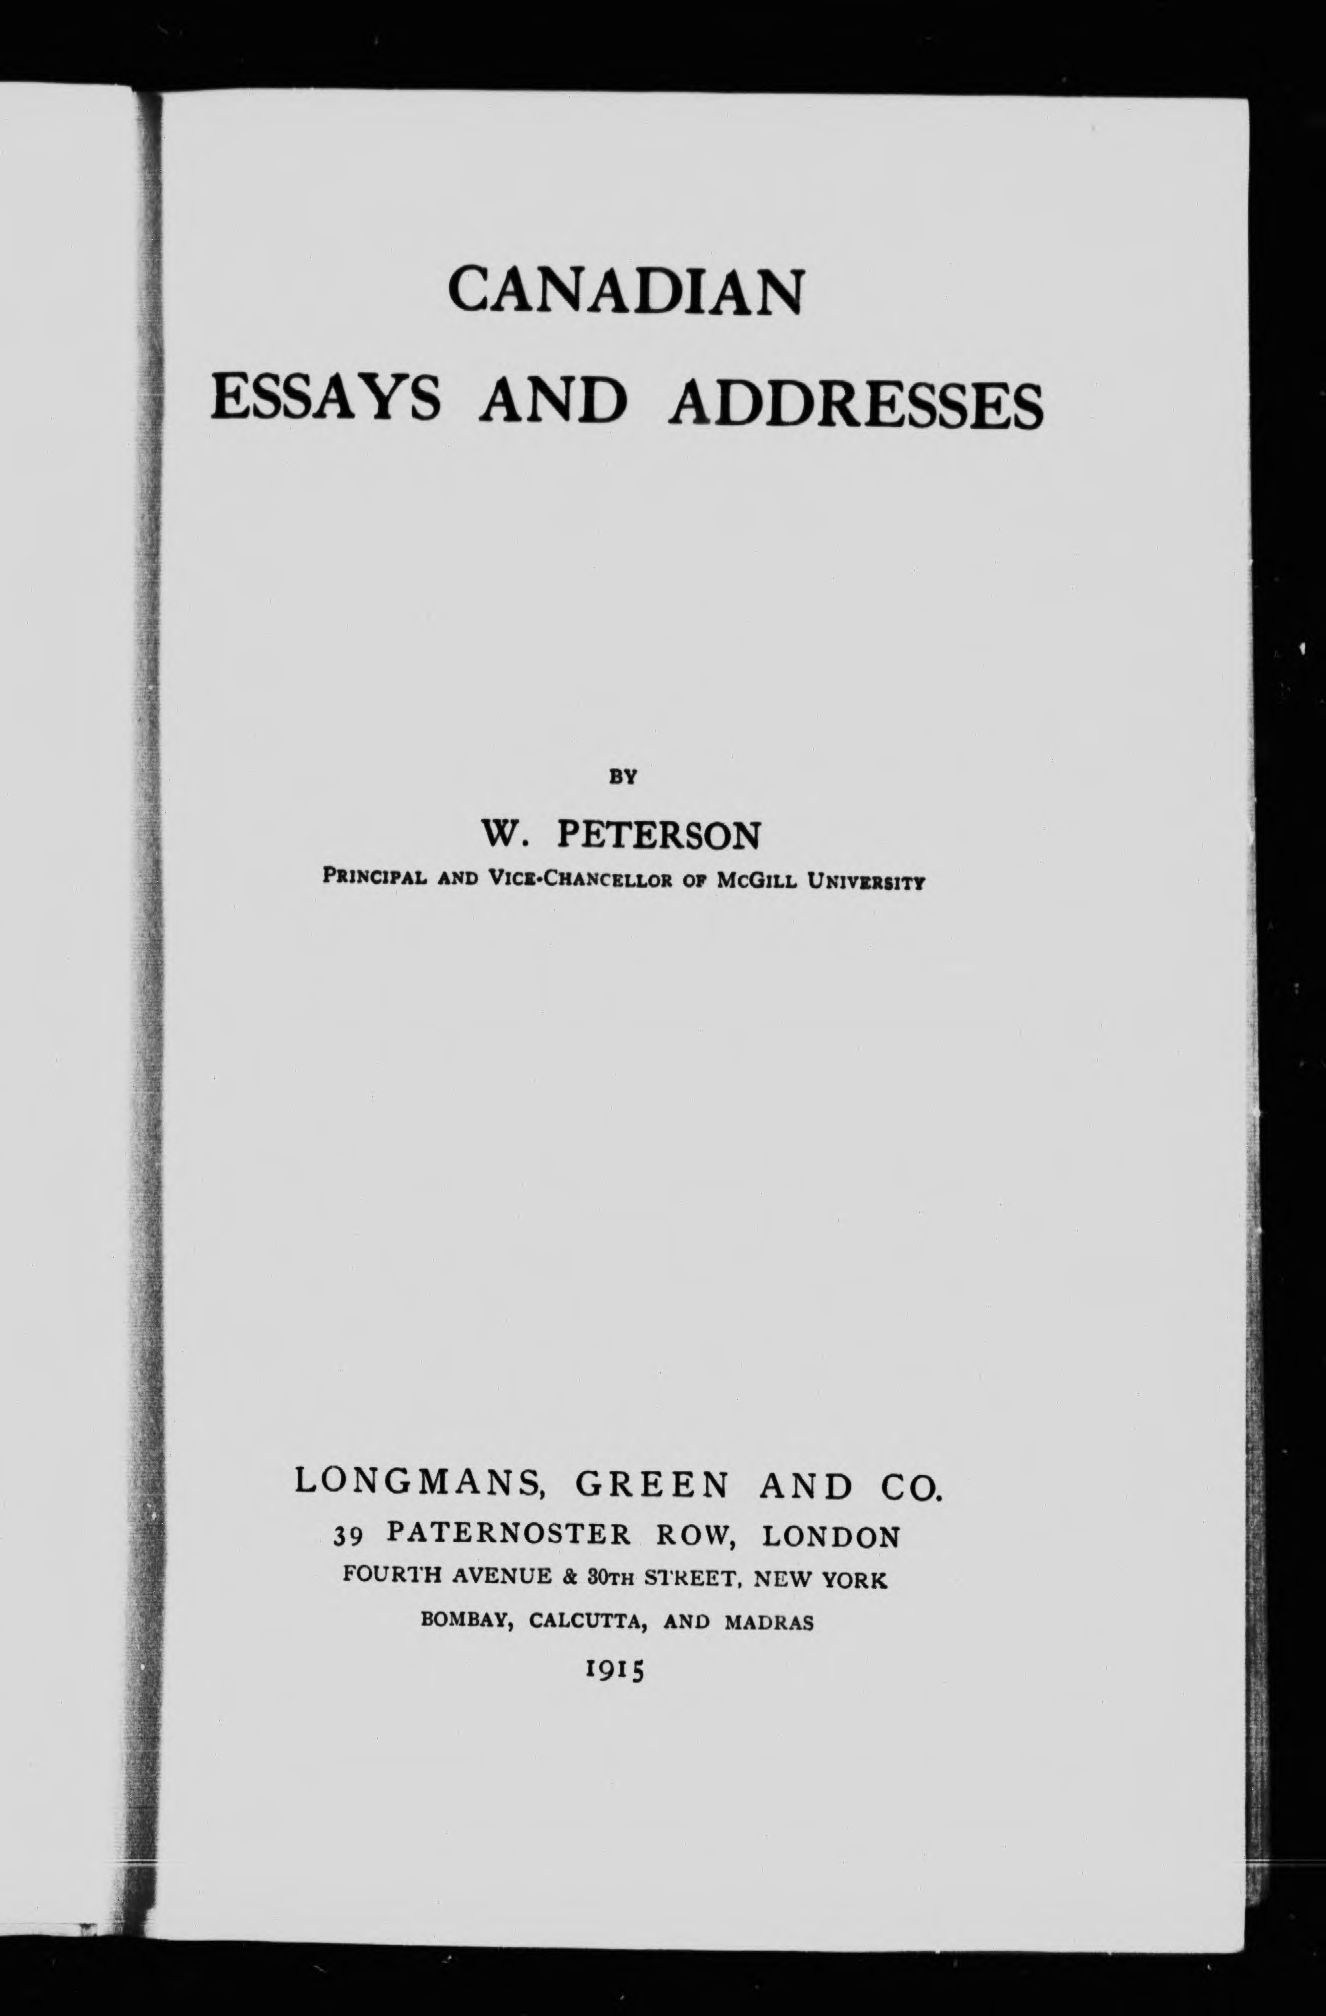 CANADIAN
ESSAYS AND ADDRESSES
BY
W. PETERSON
PRINCIPAL AND VICE-CHANCELLOR OF MCGILL UNIVERSITY
LONGMANS, GREEN AND CO.
39 PATERNOSTER ROW, LONDON
FOURTH AVENUE & 30TH STREET, NEW YORK
BOMBAY, CALCUTTA, AND MADRAS
1915